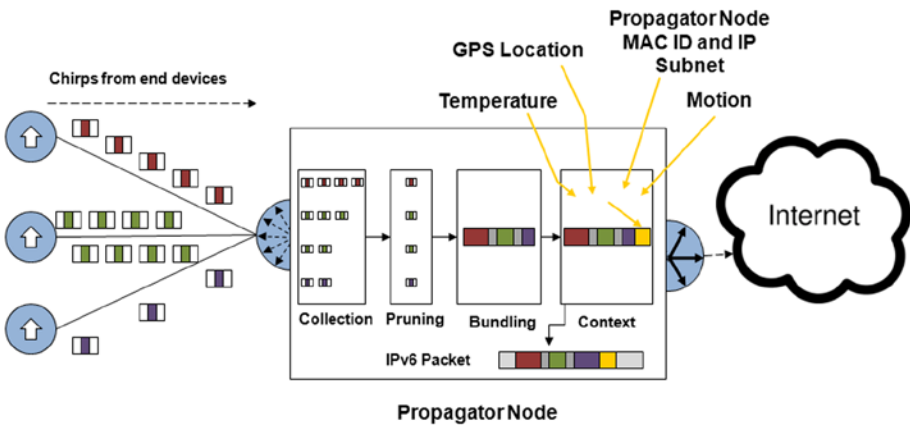 Propagator Node
MAC ID and IP
Subnet
GPS Location
Chirps from end devices
Temperature
Motion
Internet
Collection
Pruning
Bundling
Context
IPv6 Packet
Propagator Node